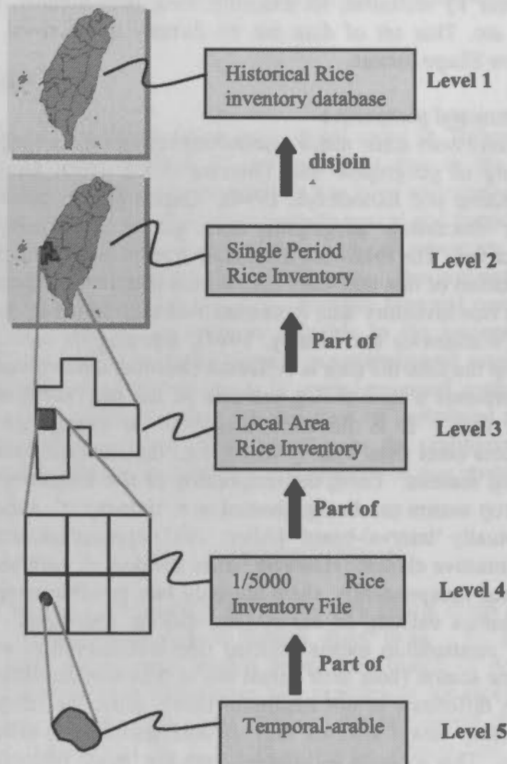 Historical Rice
inventory database
Level 1
disjoin
Single Period
Rice Inventory
Level 2
Part of
Local Area
Rice Inventory
Level 3
Part of
1/5000 Rice
Inventory File
Level 4
Part of
Temporal-arable
Level 5